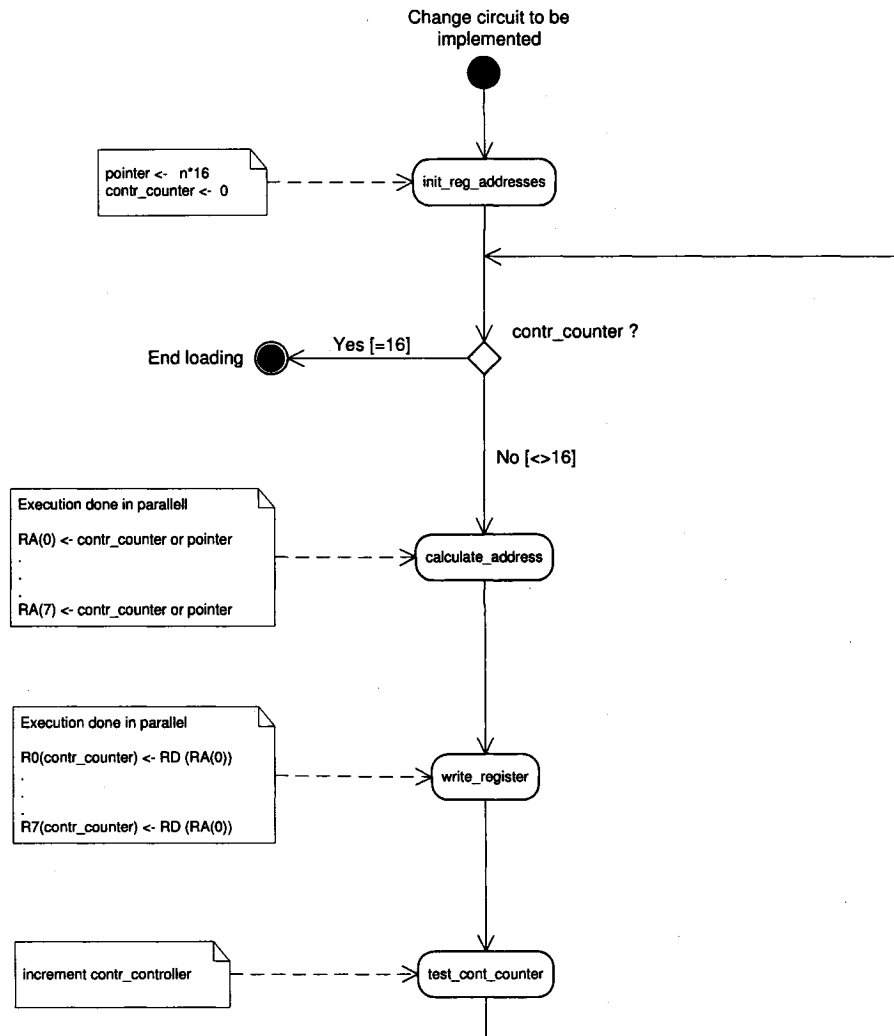 Change circuit to be
implemented
pointer <- n*16
contr_counter <- 0
init_reg_addresses
contr_counter ?
Yes [=16]
End loading
No [<>16]
Execution done in parallell
RA(0) <- contr_counter or pointer
.
.
.
RA(7) <- contr_counter or pointer
calculate_address
Execution done in parallel
R0(contr_counter) <- RD (RA(0))
.
.
.
R7(contr_counter) <- RD (RA(0))
write_register
increment contr_controller
test_cont_counter